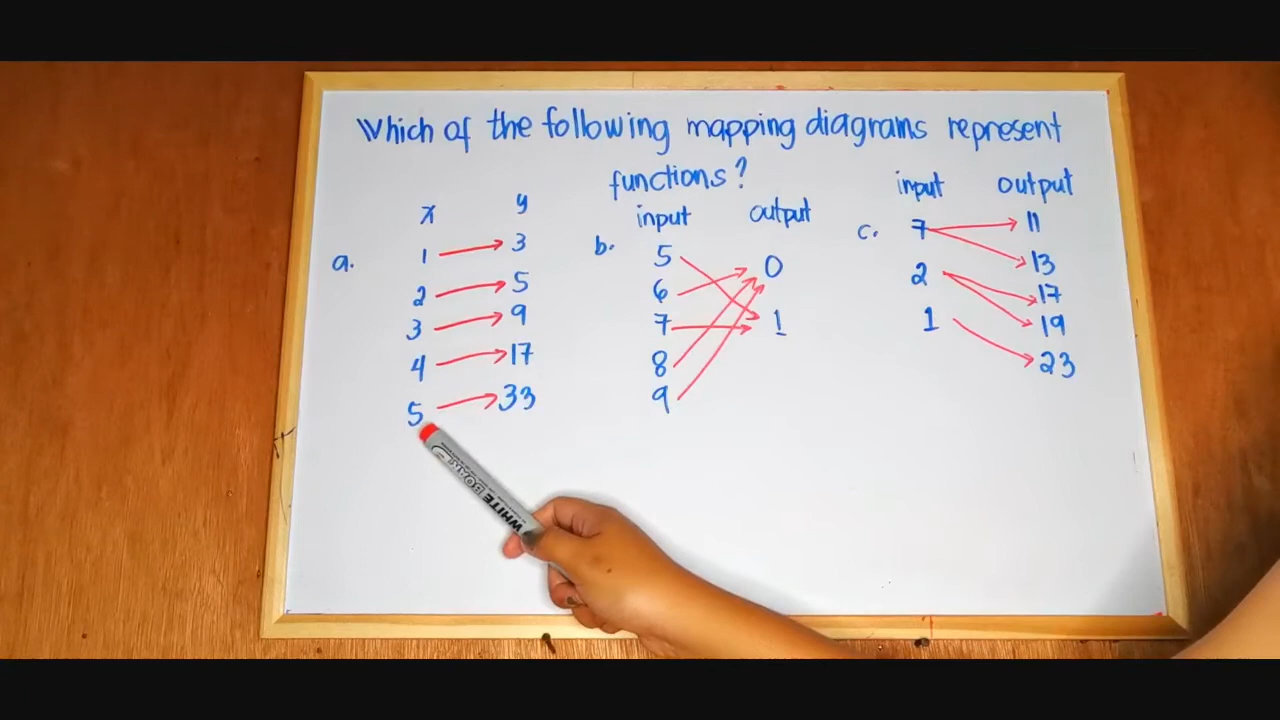 Which of the following mapping diagrams represent
functions?
a.
x y
1 3
2 5
3 9
4 17
5 33
b.
input output
5 0
6 1
7
8
9
c.
input output
7 11
2 13
1 17
19
23
WHITE BOARD